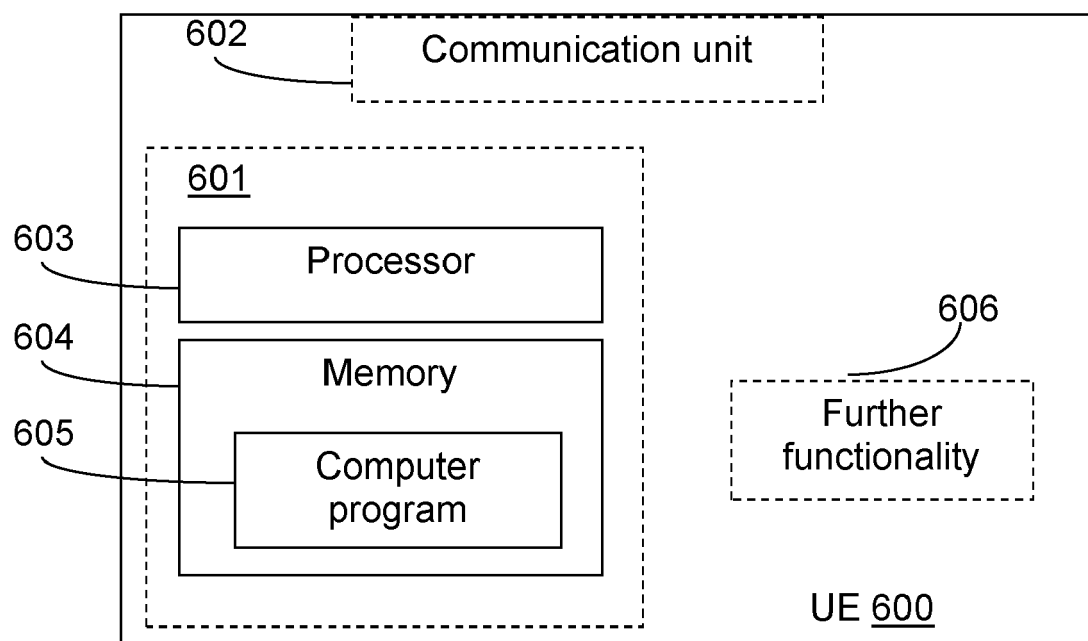 602
Communication unit
601
603
Processor
604
Memory
605
Computer
program
606
Further
functionality
UE 600